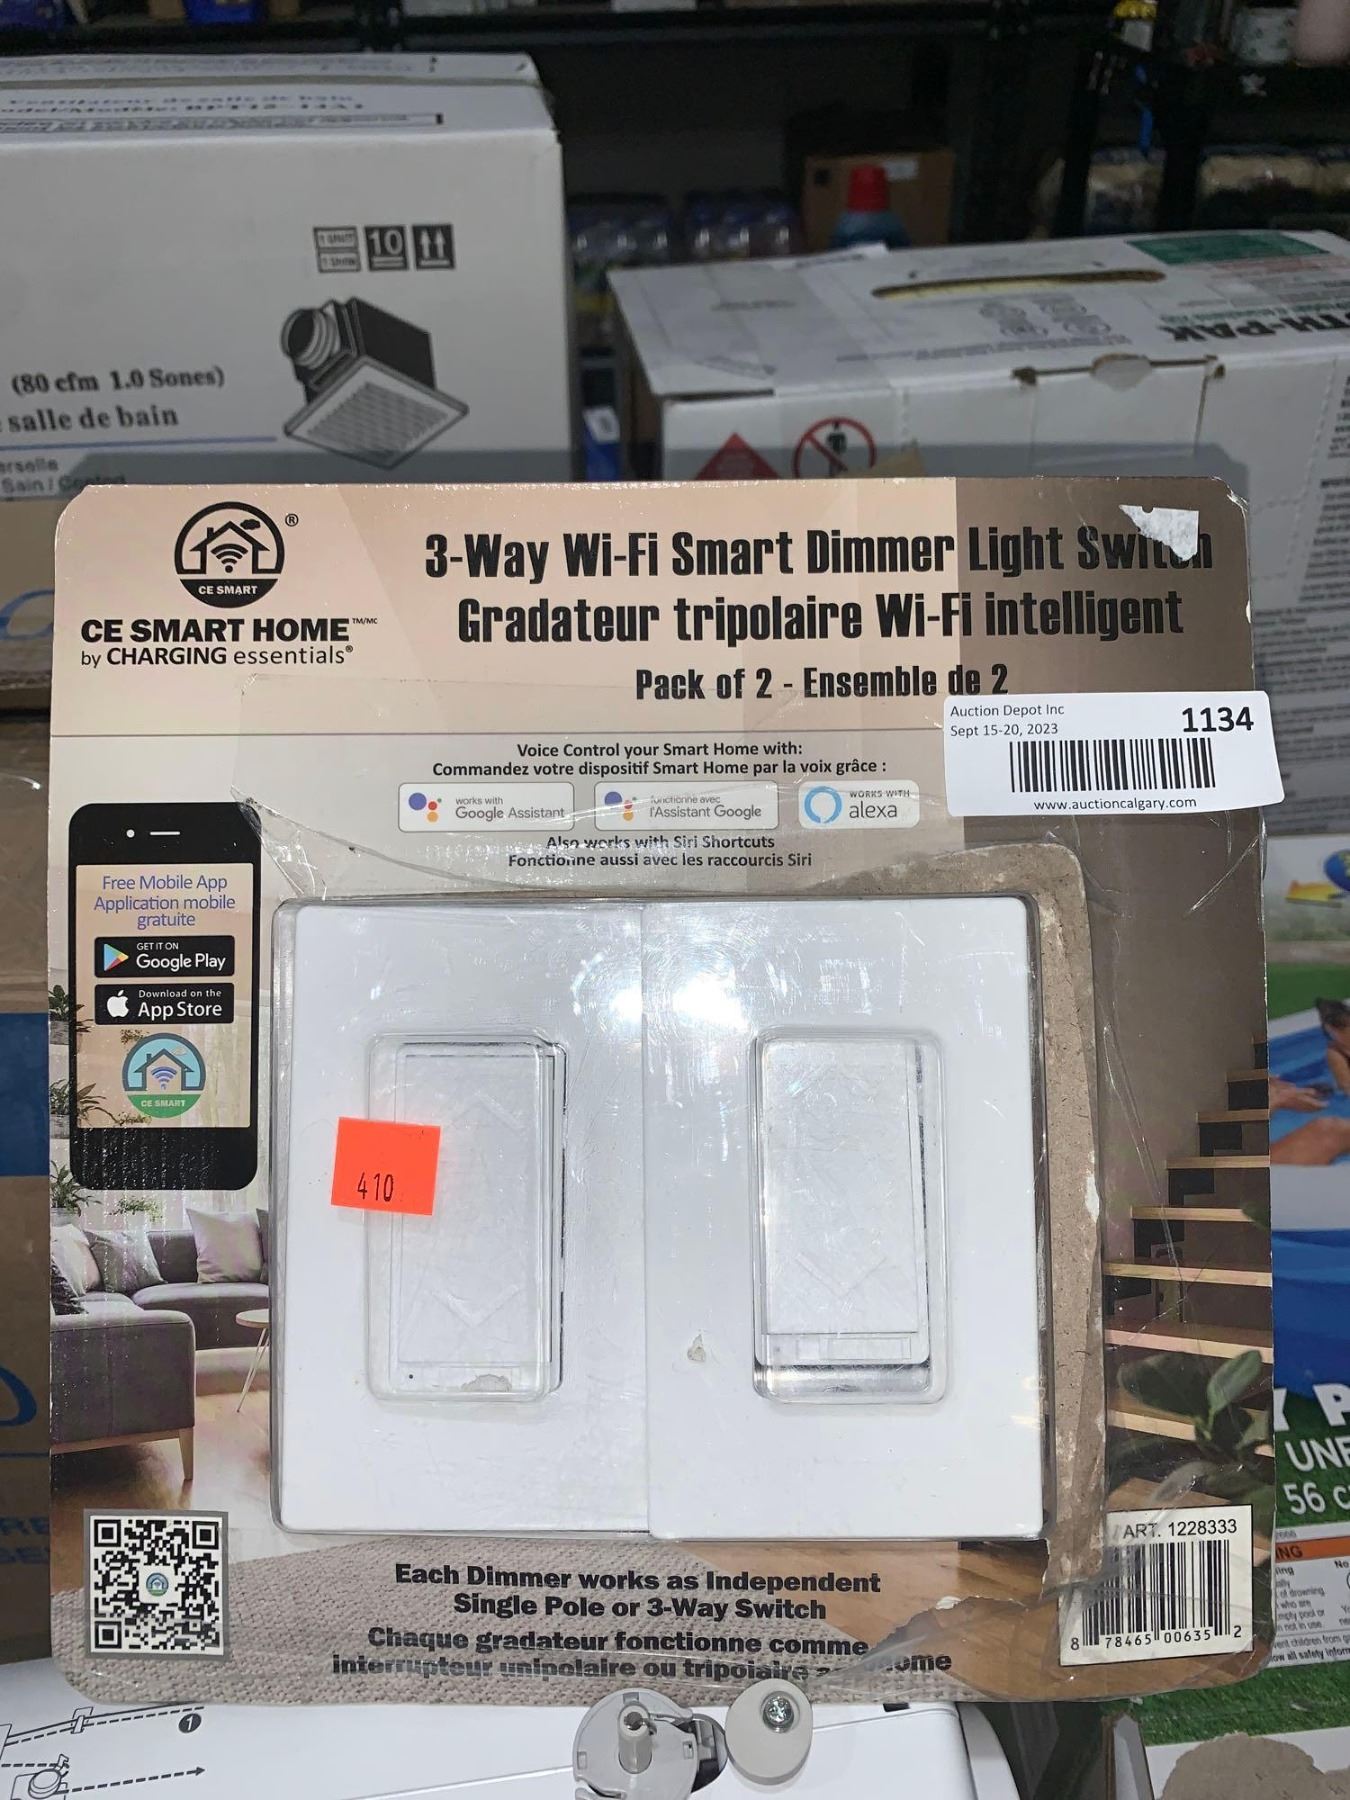 10
(80 cfm 1.0 Sones)
salle de bain
TH-PAK
CE SMART
®
CE SMART HOME TM/MC
by CHARGING essentials®
3-Way Wi-Fi Smart Dimmer Light Switch
Gradateur tripolaire Wi-Fi intelligent
Pack of 2 - Ensemble de 2
Auction Depot Inc
Sept 15-20, 2023
1134
www.auctioncalgary.com
Voice Control your Smart Home with:
Commandez votre dispositif Smart Home par la voix grâce :
works with
Google Assistant
fonctionne avec
l'Assistant Google
WORKS WITH
alexa
Also works with Siri Shortcuts
Fonctionne aussi avec les raccourcis Siri
Free Mobile App
Application mobile
gratuite
GET IT ON
Google Play
Download on the
App Store
CE SMART
410
ART. 1228333
8 78465 00635 2
Each Dimmer works as Independent
Single Pole or 3-Way Switch
Chaque gradateur fonctionne comme
interrupteur unipolaire ou tripolaire
1
56